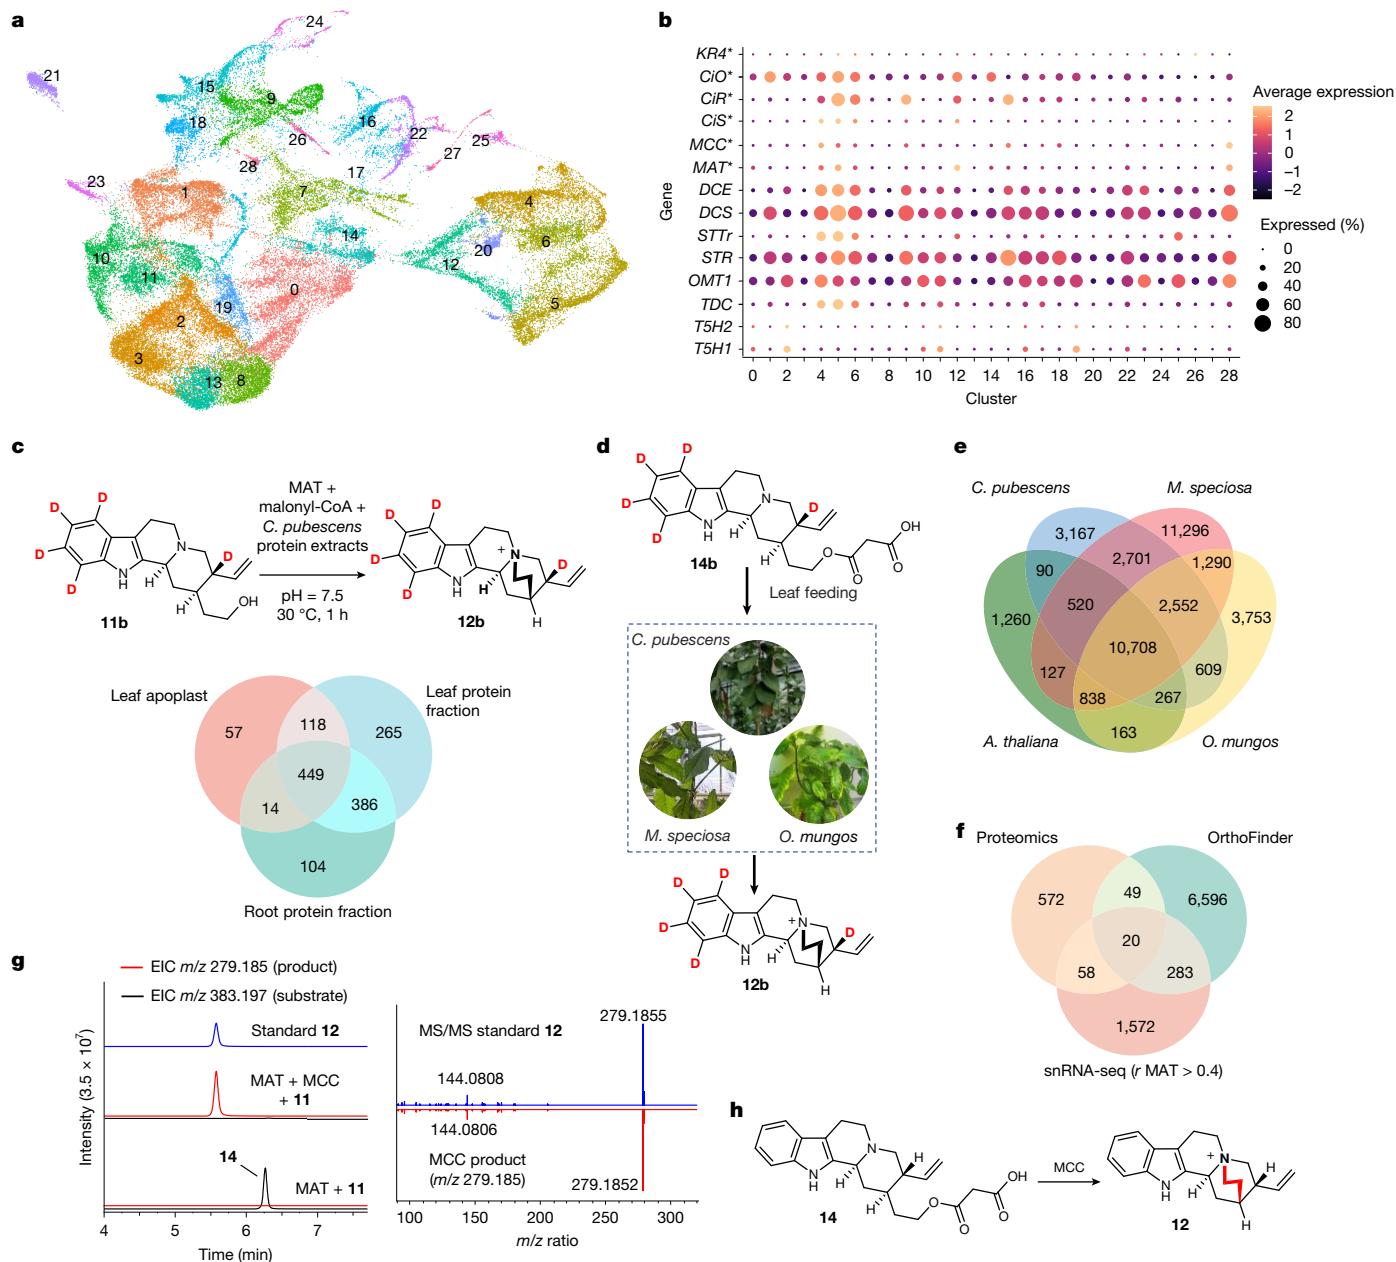 a
24
21
15
9
18
16
22
26
25
28
27
17
23
1
7
4
14
6
10
20
12
11
0
19
5
2
3
13
8
b
KR4*
CiO*
CiR*
CiS*
MCC*
MAT*
DCE
DCS
STTr
STR
OMT1
TDC
T5H2
T5H1
Gene
0 2 4 6 8 10 12 14 16 18 20 22 24 26 28
Cluster
Average expression
2
1
0
−1
−2
Expressed (%)
0
20
40
60
80
c
D
D
D
D
D
N
NH
H
H
OH
11b
MAT +
malonyl-CoA +
C. pubescens
protein extracts
pH = 7.5
30 °C, 1 h
D
D
D
D
D
+
N
N
H
H
H
12b
Leaf apoplast
Leaf protein
fraction
57
118
265
449
14
386
104
Root protein fraction
d
D
D
D
D
D
N
NH
H
H
O
O
O
OH
14b
Leaf feeding
C. pubescens
M. speciosa
O. mungos
D
D
D
D
D
+N
NH
H
H
12b
e
C. pubescens
M. speciosa
3,167
11,296
90
2,701
1,290
520
2,552
1,260
3,753
10,708
127
609
838
267
163
A. thaliana
O. mungos
f
Proteomics
OrthoFinder
572
49
6,596
20
58
283
1,572
snRNA-seq (r MAT > 0.4)
g
EIC m/z 279.185 (product)
EIC m/z 383.197 (substrate)
Standard 12
MAT + MCC
+ 11
14
MAT + 11
Intensity (3.5 × 10⁷)
4 5 6 7
Time (min)
MS/MS standard 12
279.1855
144.0808
144.0806
MCC product
(m/z 279.185)
279.1852
100 150 200 250 300
m/z ratio
h
N
NH
H
H
H
O
O
O
OH
14
MCC
+
N
NH
H
H
H
12